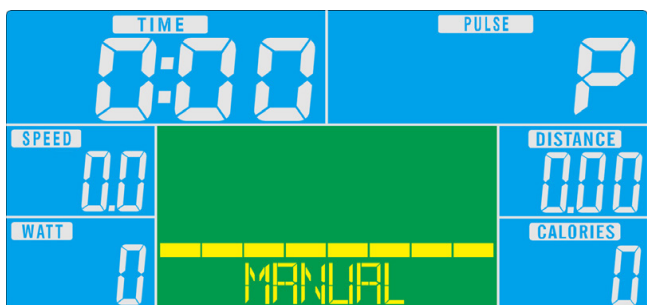 TIME PULSE
0:00 P
SPEED DISTANCE
0.0 0.00
WATT CALORIES
0 0
MANUAL